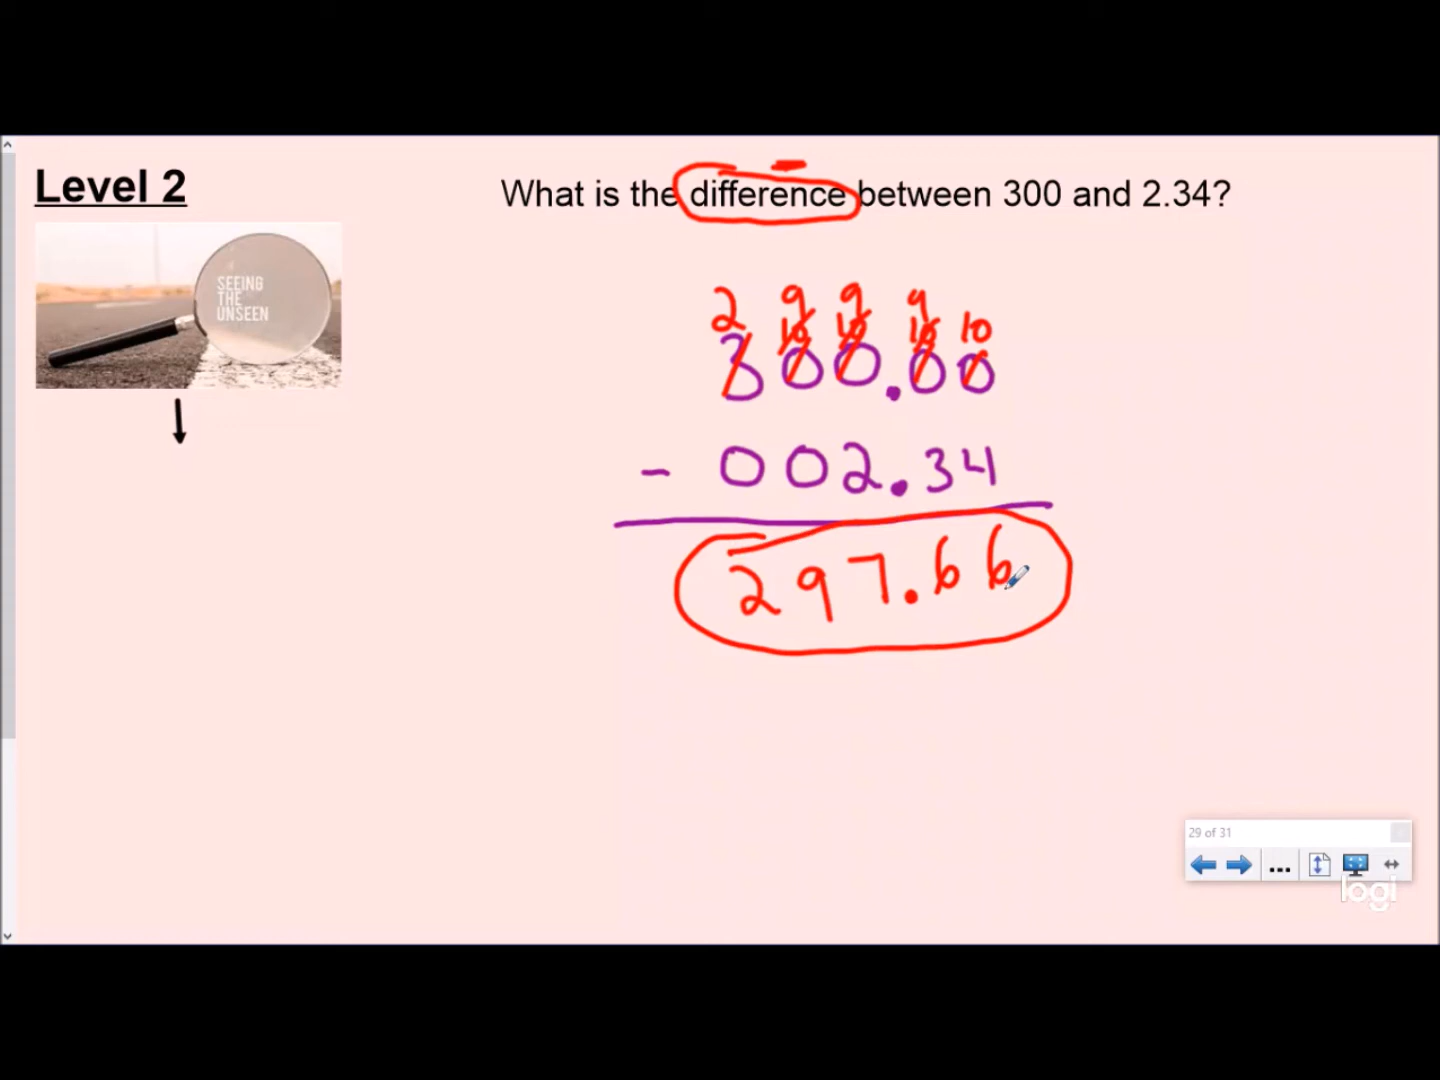 Level 2
What is the difference between 300 and 2.34?
SEEING
THE
UNSEEN
2 9 9 9
10 10 10 10
300.00
- 002.34
297.66
29 of 31
...
logi